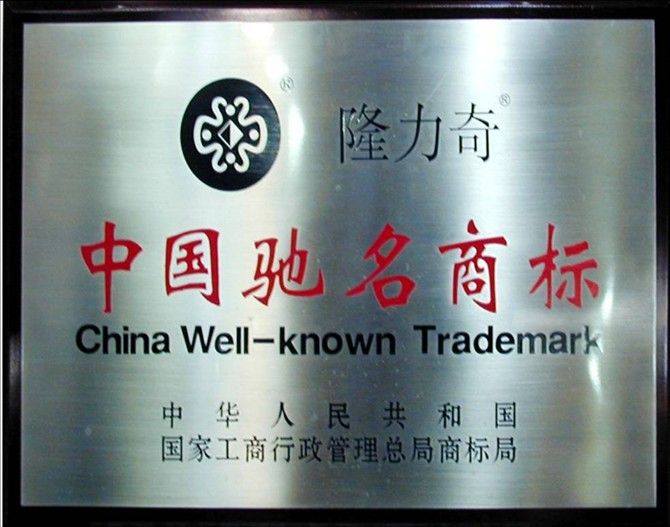 ® 隆力奇®
中国驰名商标
China Well-known Trademark
中华人民共和国
国家工商行政管理总局商标局